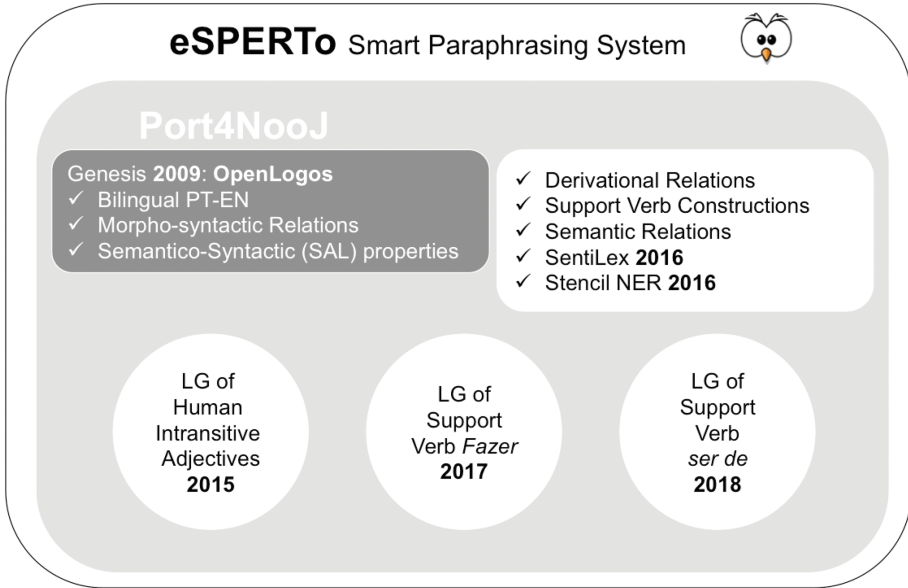 eSPERTo Smart Paraphrasing System
Port4NooJ
Genesis 2009: OpenLogos
✓ Bilingual PT-EN
✓ Morpho-syntactic Relations
✓ Semantico-Syntactic (SAL) properties
✓ Derivational Relations
✓ Support Verb Constructions
✓ Semantic Relations
✓ SentiLex 2016
✓ Stencil NER 2016
LG of
Human
Intransitive
Adjectives
2015
LG of
Support
Verb Fazer
2017
LG of
Support
Verb
ser de
2018